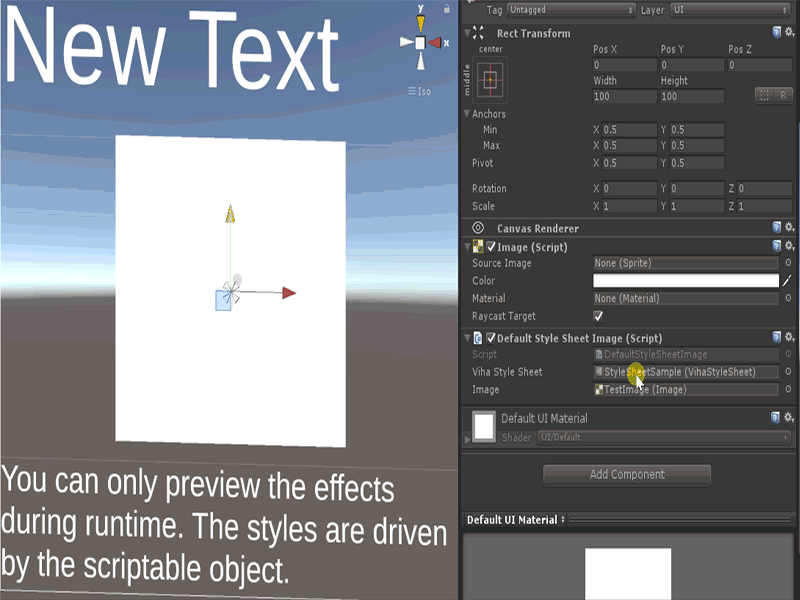 New Text
y
x
Iso
You can only preview the effects
during runtime. The styles are driven
by the scriptable object.
Tag Untagged Layer UI
Rect Transform
center
middle
Pos X Pos Y Pos Z
0 0 0
Width Height
100 100
R
Anchors
Min X 0.5 Y 0.5
Max X 0.5 Y 0.5
Pivot X 0.5 Y 0.5
Rotation X 0 Y 0 Z 0
Scale X 1 Y 1 Z 1
Canvas Renderer
Image (Script)
Source Image None (Sprite)
Color
Material None (Material)
Raycast Target
Default Style Sheet Image (Script)
Script DefaultStyleSheetImage
Viha Style Sheet StyleSheetSample (VihaStyleSheet)
Image TestImage (Image)
Default UI Material
Shader UI/Default
Add Component
Default UI Material